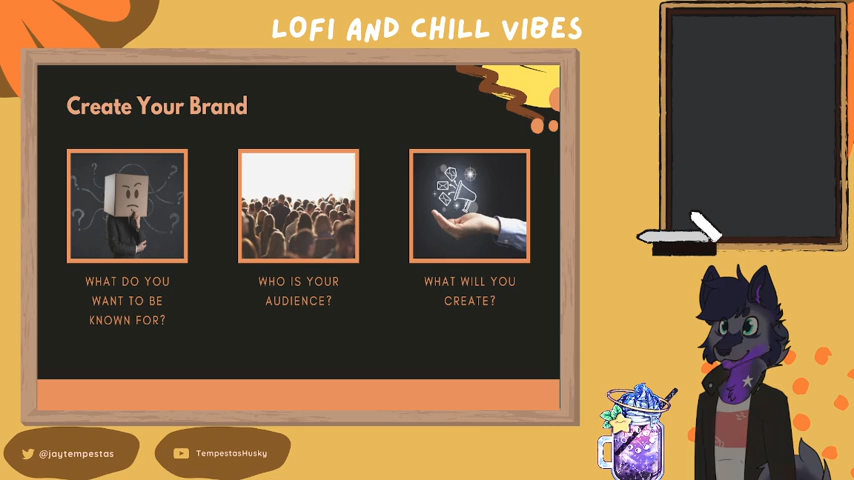 LOFI AND CHILL VIBES
Create Your Brand
WHAT DO YOU
WANT TO BE
KNOWN FOR?
WHO IS YOUR
AUDIENCE?
WHAT WILL YOU
CREATE?
@jaytempestas
TempestasHusky